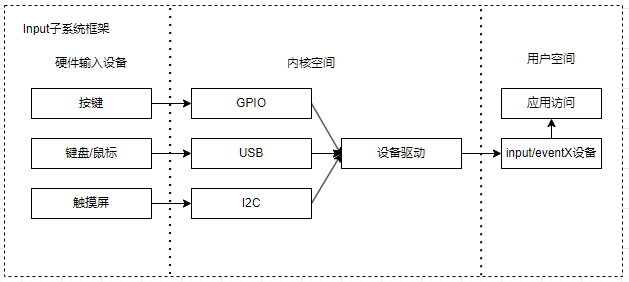 Input子系统框架
硬件输入设备
内核空间
用户空间
按键
GPIO
应用访问
键盘/鼠标
USB
设备驱动
input/eventX设备
触摸屏
I2C